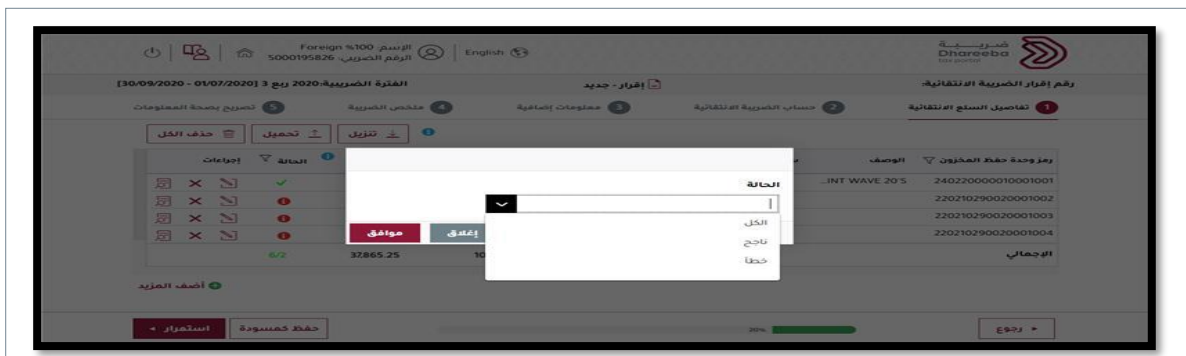 ضريبة
Dhareeba
tax portal
English
الإسم: 100% Foreign
الرقم الضريبي: 5000195826
رقم إقرار الضريبة الانتقائية:
إقرار - جديد
الفترة الضريبية: 2020 ربع 3 [01/07/2020 - 30/09/2020]
1 تفاصيل السلع الانتقائية
2 حساب الضريبة الانتقائية
3 معلومات إضافية
4 ملخص الضريبة
5 تصريح بصحة المعلومات
تنزيل
تحميل
حذف الكل
رمز وحدة حفظ المخزون
الوصف
الحالة
إجراءات
240220000010001001
...INT WAVE 20'S
220210290020001002
220210290020001003
220210290020001004
الإجمالي
10
37,865.25
6/2
الحالة
الكل
ناجح
خطأ
إغلاق
موافق
أضف المزيد
رجوع
20%
حفظ كمسودة
استمرار